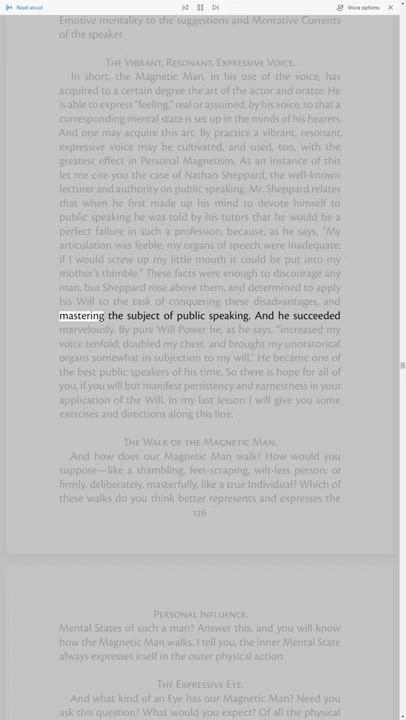 Read aloud
Voice options
Emotive mentality to the suggestions and Mentative Currents
of the speaker.
The Vibrant, Resonant, Expressive Voice.
In short, the Magnetic Man, in his use of the voice, has
acquired to a certain degree the art of the actor and orator. He
is able to express "feeling," real or assumed, by his voice, so that a
corresponding mental state is set up in the minds of his hearers.
And one may acquire this art. By practice a vibrant, resonant,
expressive voice may be cultivated, and used, too, with the
greatest effect in Personal Magnetism. As an instance of this
let me cite you the case of Nathan Sheppard, the well-known
lecturer and authority on public speaking. Mr. Sheppard relates
that when he first made up his mind to devote himself to
public speaking he was told by his tutors that he would be a
perfect failure in such a profession, because, as he says, "My
articulation was feeble; my organs of speech were inadequate;
if I would screw up my little mouth it could be put into my
mother's thimble." These facts were enough to discourage any
man, but Sheppard rose above them, and determined to apply
his Will to the task of conquering these disadvantages, and
mastering the subject of public speaking. And he succeeded
marvelously. By pure Will Power he, as he says, "increased my
voice tenfold; doubled my chest, and brought my unoratorical
organs somewhat in subjection to my will." He became one of
the best public speakers of his time. So there is hope for all of
you, if you will but manifest persistency and earnestness in your
application of the Will. In my last lesson I will give you some
exercises and directions along this line.
The Walk of the Magnetic Man.
And how does our Magnetic Man walk? How would you
suppose—like a shambling, feet-scraping, wilt-less person; or
firmly, deliberately, masterfully, like a true Individual? Which of
these walks do you think better represents and expresses the
126
Personal Influence.
Mental States of such a man? Answer this, and you will know
how the Magnetic Man walks. I tell you, the inner Mental State
always expresses itself in the outer physical action.
The Expressive Eye.
And what kind of an Eye has our Magnetic Man? Need you
ask this question? What would you expect? Of all the physical